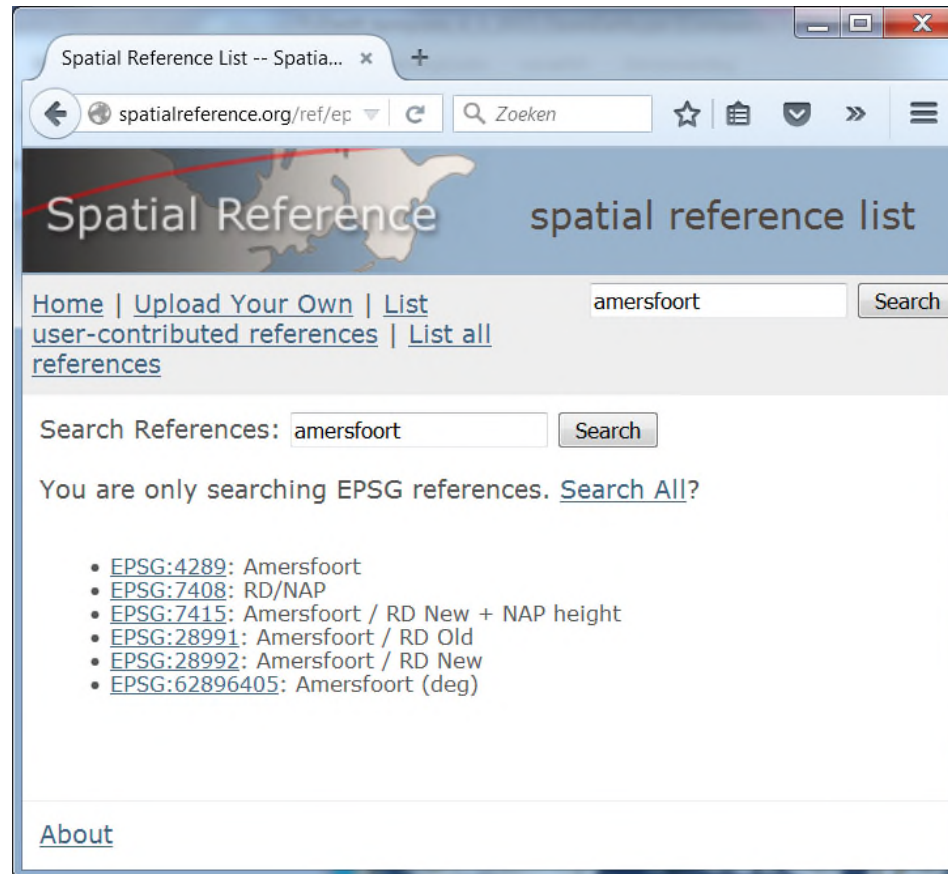 Spatial Reference List -- Spatia...
spatialreference.org/ref/ep
Zoeken
Spatial Reference
spatial reference list
Home | Upload Your Own | List
user-contributed references | List all
references
amersfoort
Search
Search References: amersfoort Search
You are only searching EPSG references. Search All?
• EPSG:4289: Amersfoort
• EPSG:7408: RD/NAP
• EPSG:7415: Amersfoort / RD New + NAP height
• EPSG:28991: Amersfoort / RD Old
• EPSG:28992: Amersfoort / RD New
• EPSG:62896405: Amersfoort (deg)
About